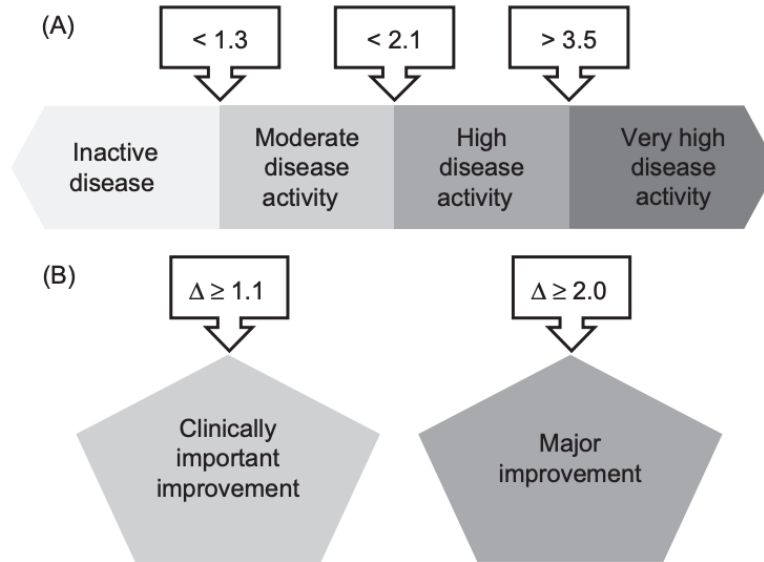 (A)
< 1.3
< 2.1
> 3.5
Inactive
disease
Moderate
disease
activity
High
disease
activity
Very high
disease
activity
(B)
Δ ≥ 1.1
Δ ≥ 2.0
Clinically
important
improvement
Major
improvement